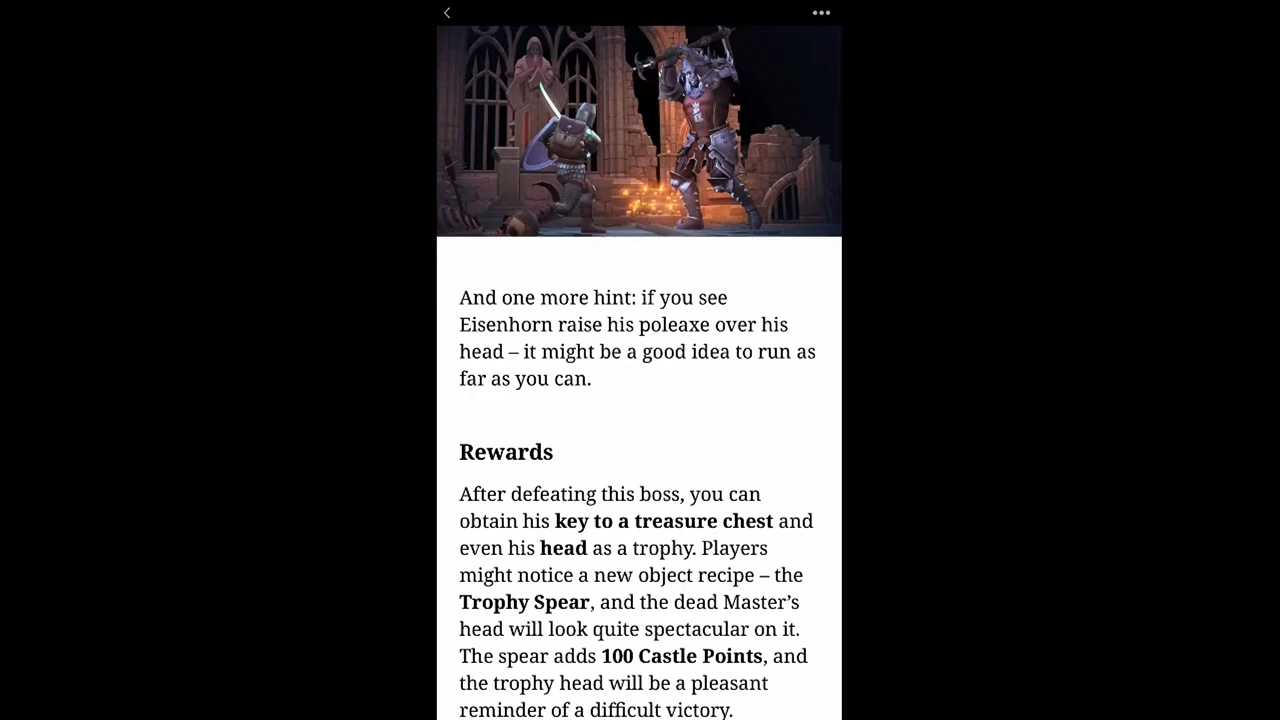 And one more hint: if you see
Eisenhorn raise his poleaxe over his
head – it might be a good idea to run as
far as you can.
Rewards
After defeating this boss, you can
obtain his key to a treasure chest and
even his head as a trophy. Players
might notice a new object recipe – the
Trophy Spear, and the dead Master’s
head will look quite spectacular on it.
The spear adds 100 Castle Points, and
the trophy head will be a pleasant
reminder of a difficult victory.